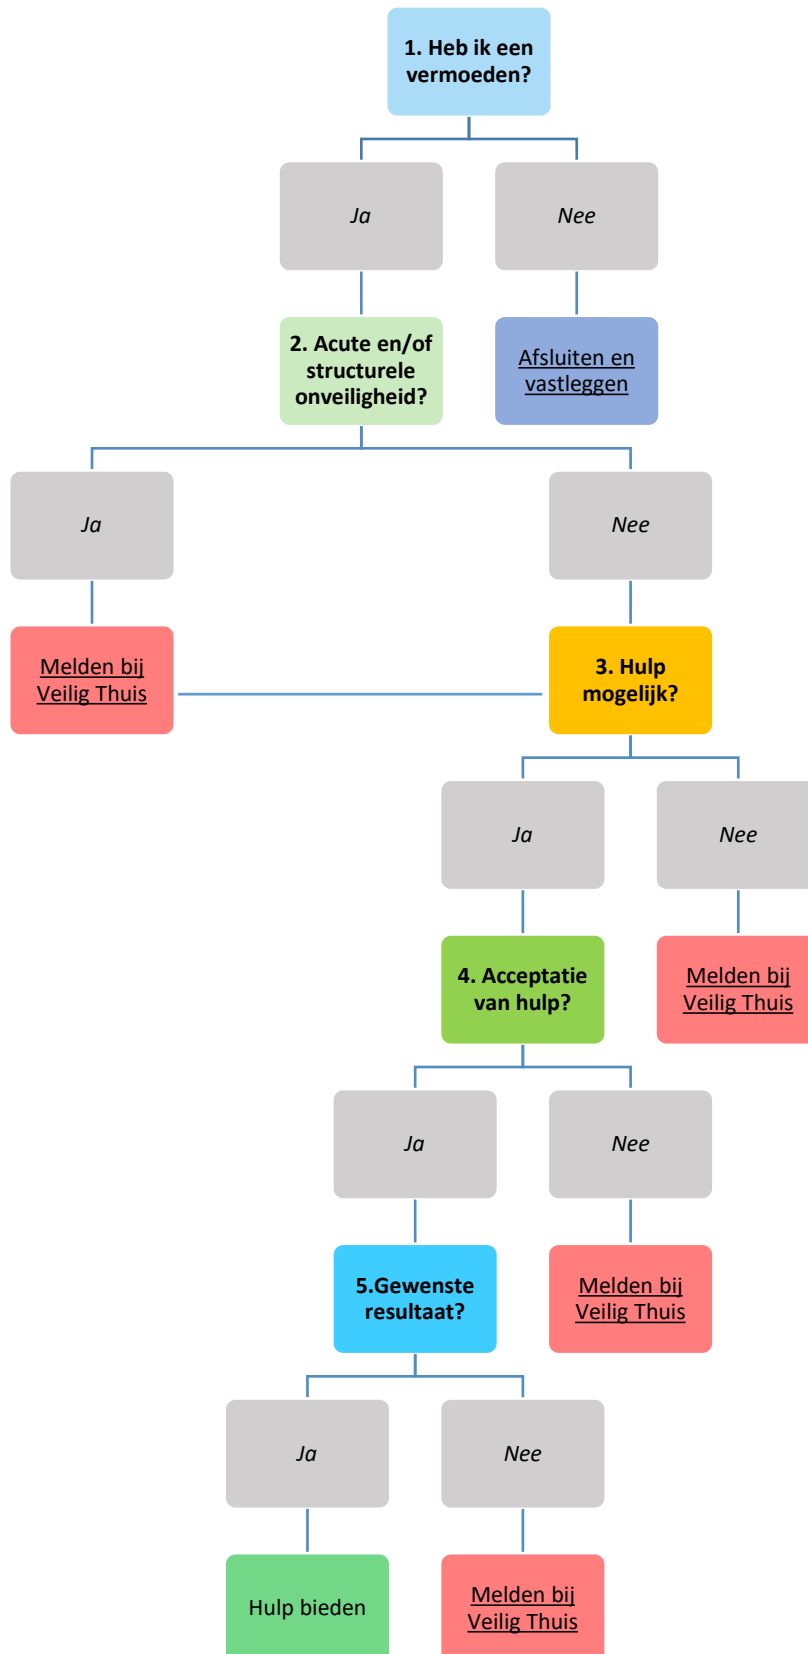 1. Heb ik een
vermoeden?
Ja
Nee
2. Acute en/of
structurele
onveiligheid?
Afsluiten en
vastleggen
Ja
Nee
Melden bij
Veilig Thuis
3. Hulp
mogelijk?
Ja
Nee
4. Acceptatie
van hulp?
Melden bij
Veilig Thuis
Ja
Nee
5.Gewenste
resultaat?
Melden bij
Veilig Thuis
Ja
Nee
Hulp bieden
Melden bij
Veilig Thuis